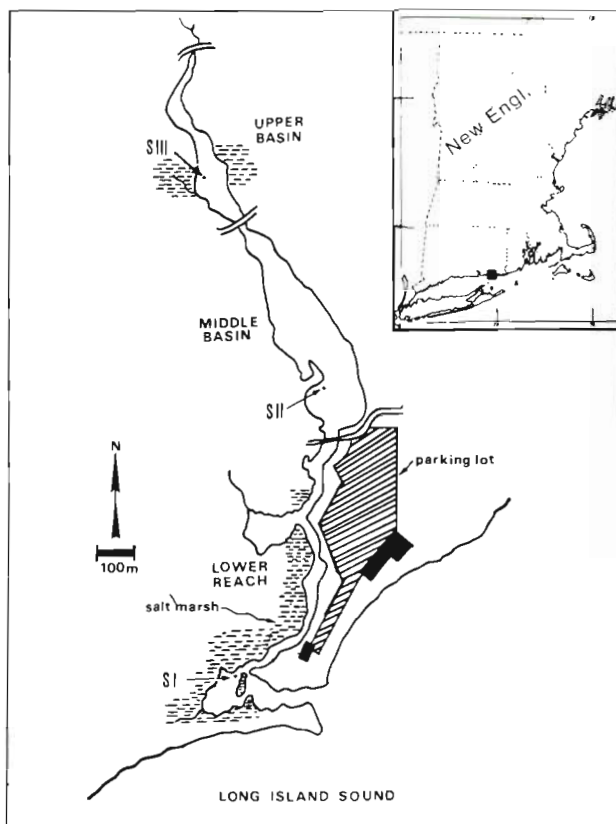 New Engl.
UPPER
BASIN
SIII
MIDDLE
BASIN
SII
N
parking lot
100m
LOWER
REACH
salt marsh
SI
LONG ISLAND SOUND